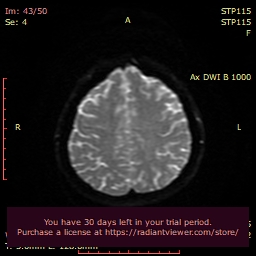 Im: 43/50
Se: 4
A
STP115
STP115
F
Ax DWI B 1000
R
L
You have 30 days left in your trial period.
Purchase a license at https://radiantviewer.com/store/